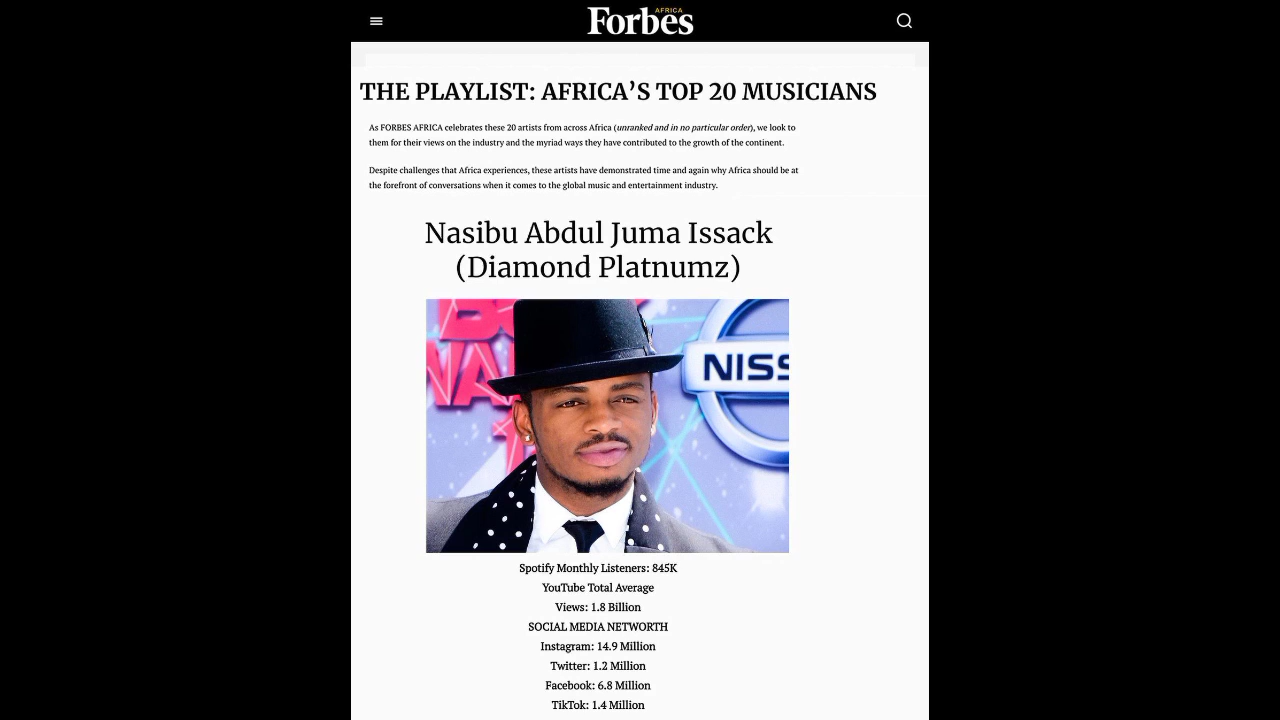 AFRICA
Forbes
THE PLAYLIST: AFRICA’S TOP 20 MUSICIANS
As FORBES AFRICA celebrates these 20 artists from across Africa (unranked and in no particular order), we look to
them for their views on the industry and the myriad ways they have contributed to the growth of the continent.
Despite challenges that Africa experiences, these artists have demonstrated time and again why Africa should be at
the forefront of conversations when it comes to the global music and entertainment industry.
Nasibu Abdul Juma Issack
(Diamond Platnumz)
NISS
Spotify Monthly Listeners: 845K
YouTube Total Average
Views: 1.8 Billion
SOCIAL MEDIA NETWORTH
Instagram: 14.9 Million
Twitter: 1.2 Million
Facebook: 6.8 Million
TikTok: 1.4 Million